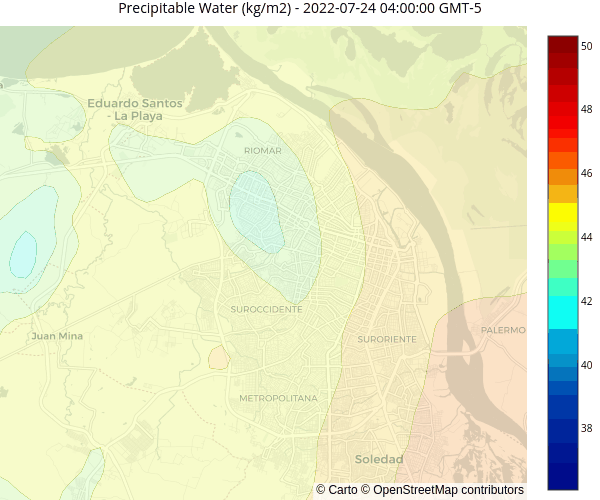 Precipitable Water (kg/m2) - 2022-07-24 04:00:00 GMT-5
50
48
46
44
42
40
38
Eduardo Santos
- La Playa
RIOMAR
SUROCCIDENTE
Juan Mina
SURORIENTE
PALERMO
METROPOLITANA
Soledad
© Carto © OpenStreetMap contributors